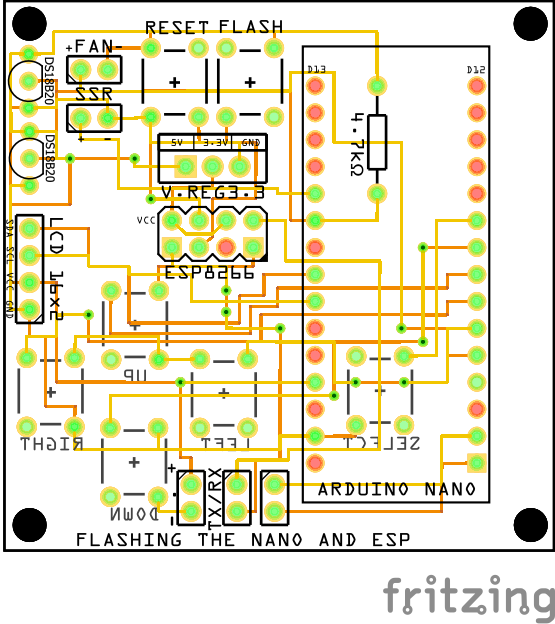 RESET FLASH
+FAN-
D13
D12
DS18B20
SSR
+ -
4.7kΩ
DS18B20
5V 3.3V GND
V.REG3.3
VCC
SDA SCL VCC GND
LCD 16x2
ESP8266
UP
RIGHT
LEFT
SELECT
DOWN
+ -
TX/RX
ARDUINO NANO
FLASHING THE NANO AND ESP
fritzing